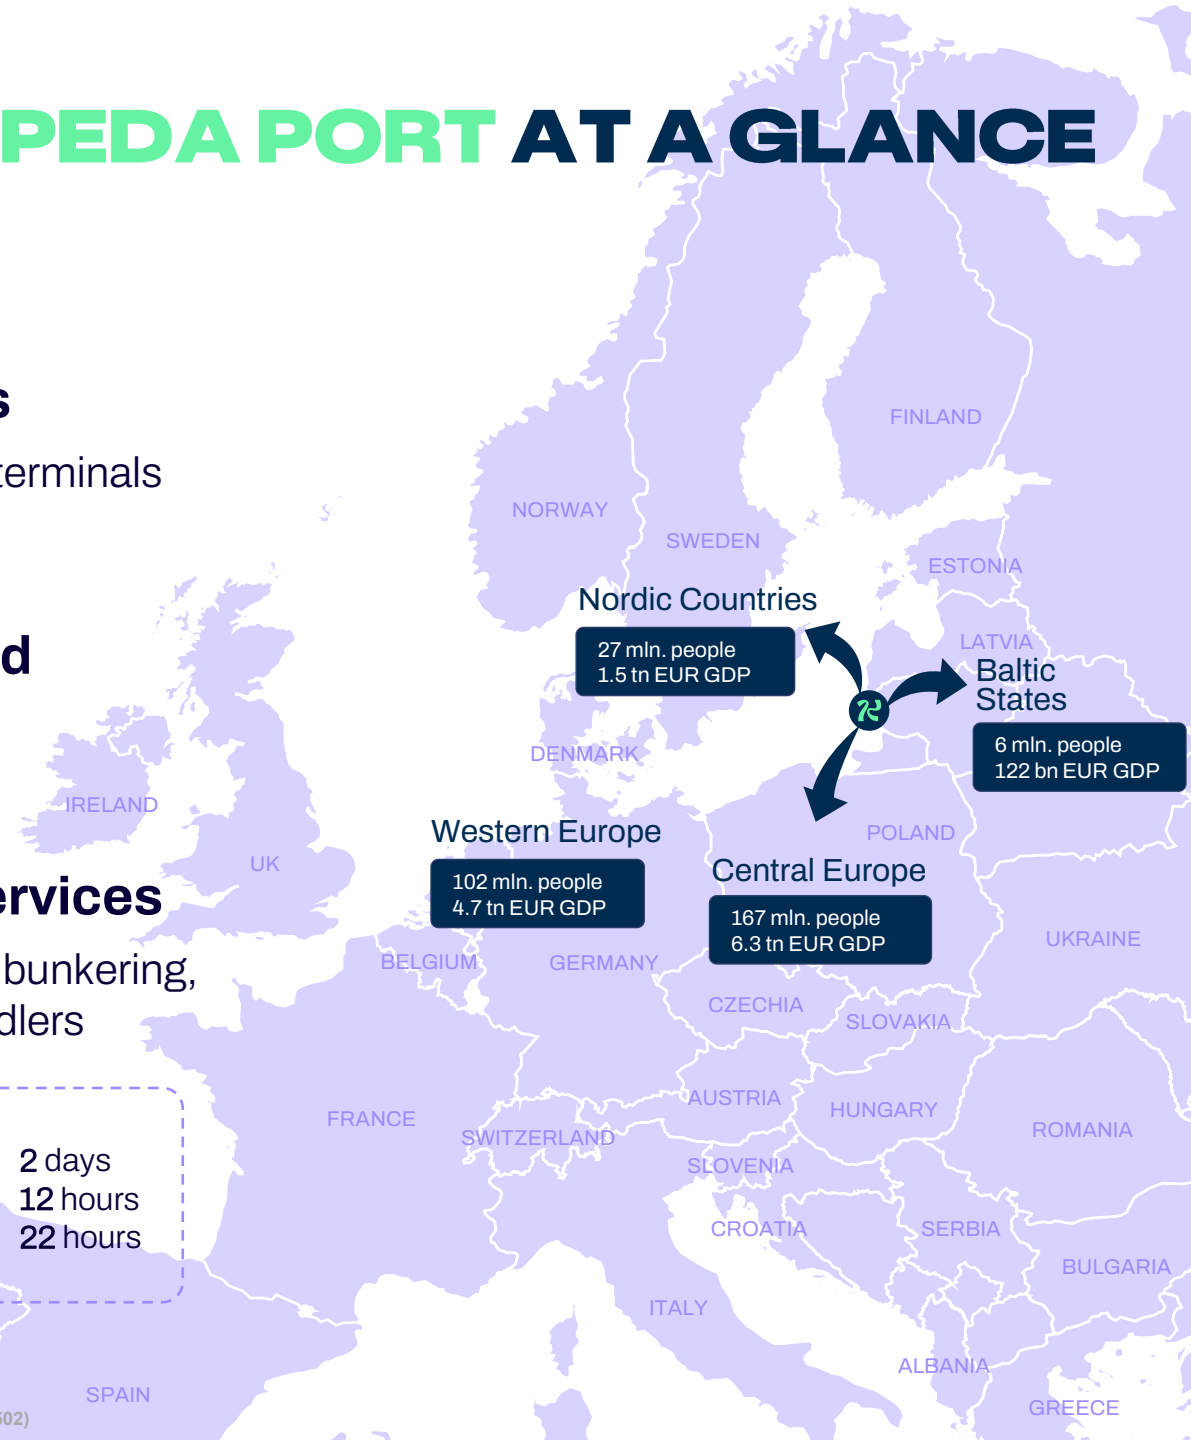 PEDA PORT AT A GLANCE
s
terminals
d
ervices
bunkering,
dlers
2 days
12 hours
22 hours
502)
FINLAND
NORWAY
SWEDEN
ESTONIA
Nordic Countries
27 mln. people
1.5 tn EUR GDP
LATVIA
Baltic
States
6 mln. people
122 bn EUR GDP
DENMARK
IRELAND
UK
Western Europe
102 mln. people
4.7 tn EUR GDP
POLAND
Central Europe
167 mln. people
6.3 tn EUR GDP
UKRAINE
BELGIUM
GERMANY
CZECHIA
SLOVAKIA
FRANCE
SWITZERLAND
AUSTRIA
HUNGARY
ROMANIA
SLOVENIA
CROATIA
SERBIA
BULGARIA
ITALY
ALBANIA
SPAIN
GREECE